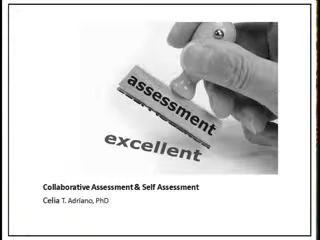 assessment
excellent
Collaborative Assessment & Self Assessment
Celia T. Adriano, PhD